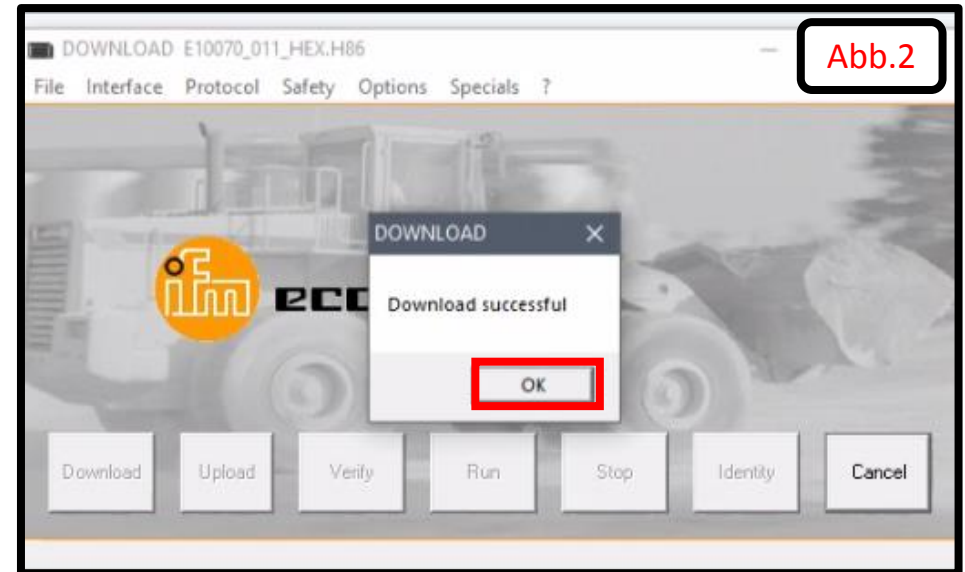 DOWNLOAD E10070_011_HEX.H86
Abb.2
File Interface Protocol Safety Options Specials ?
DOWNLOAD
ifm
Download successful
OK
Download Upload Verify Run Stop Identity Cancel